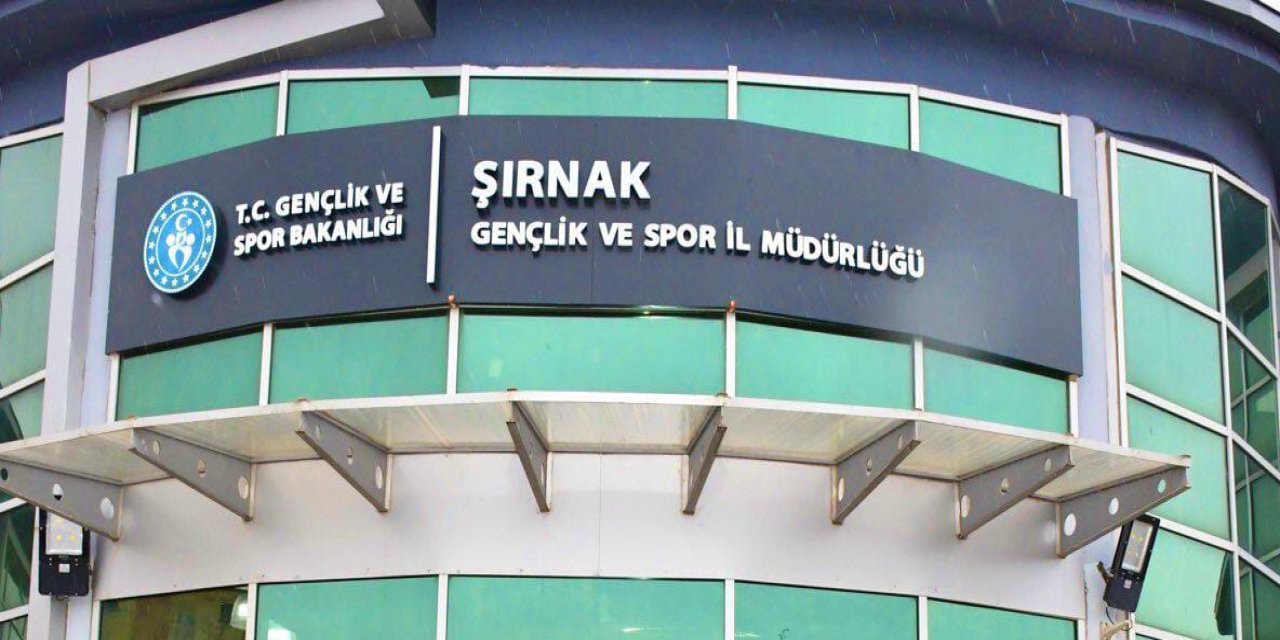 T.C. GENÇLİK VE
SPOR BAKANLIĞI
ŞIRNAK
GENÇLİK VE SPOR İL MÜDÜRLÜĞÜ